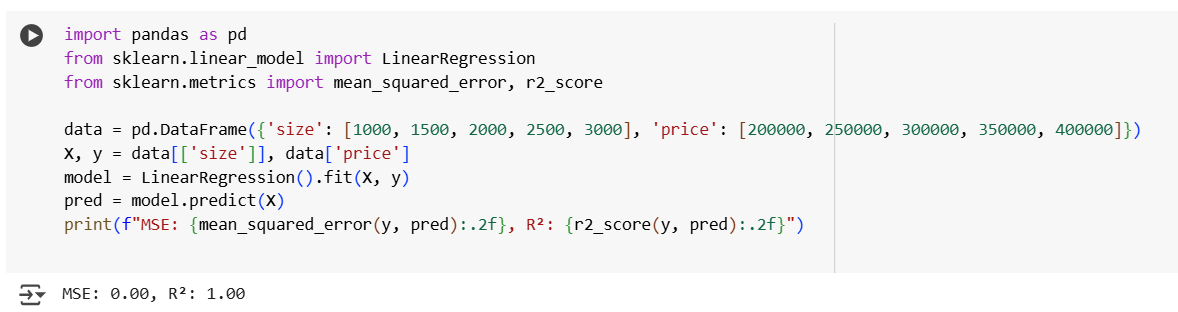 import pandas as pd
from sklearn.linear_model import LinearRegression
from sklearn.metrics import mean_squared_error, r2_score
data = pd.DataFrame({'size': [1000, 1500, 2000, 2500, 3000], 'price': [200000, 250000, 300000, 350000, 400000]})
X, y = data[['size']], data['price']
model = LinearRegression().fit(X, y)
pred = model.predict(X)
print(f"MSE: {mean_squared_error(y, pred):.2f}, R²: {r2_score(y, pred):.2f}")
MSE: 0.00, R²: 1.00